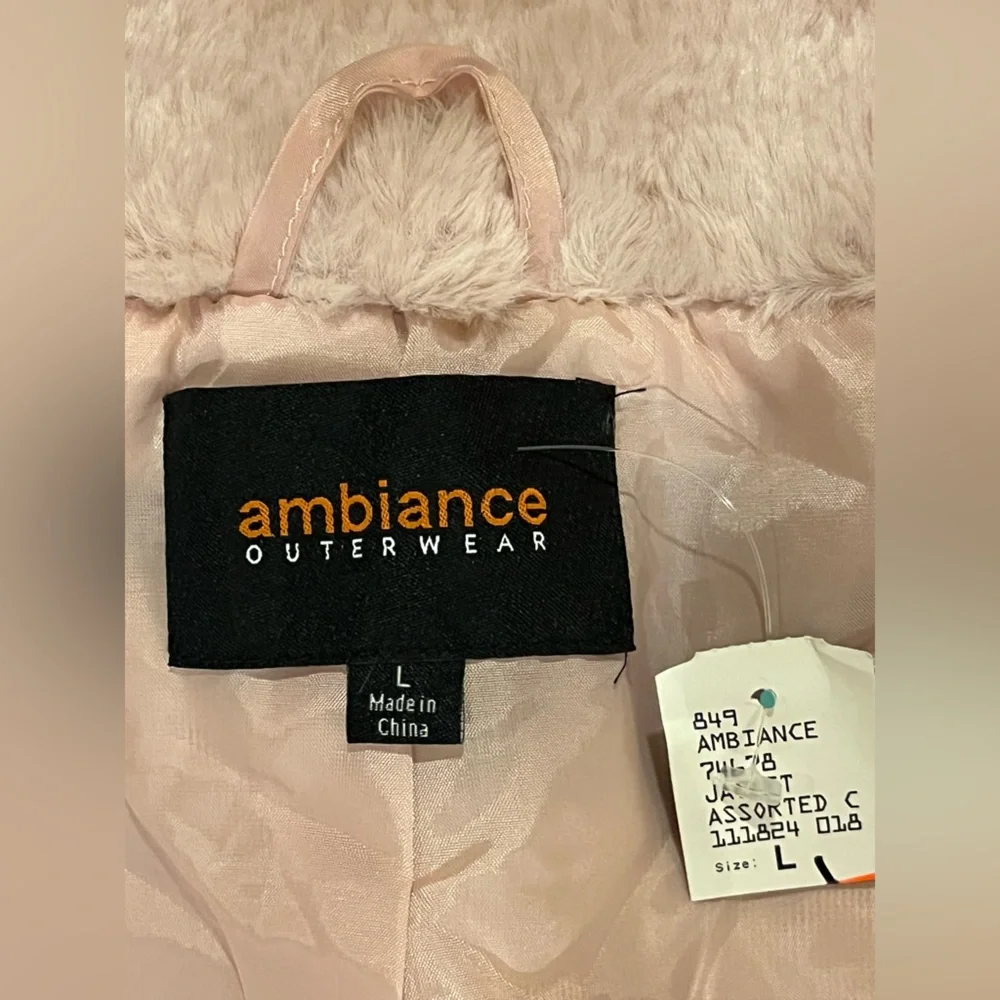 ambiance
OUTERWEAR
L
Made in
China
849
AMBIANCE
ASSORTED C
111824 018
Size: L